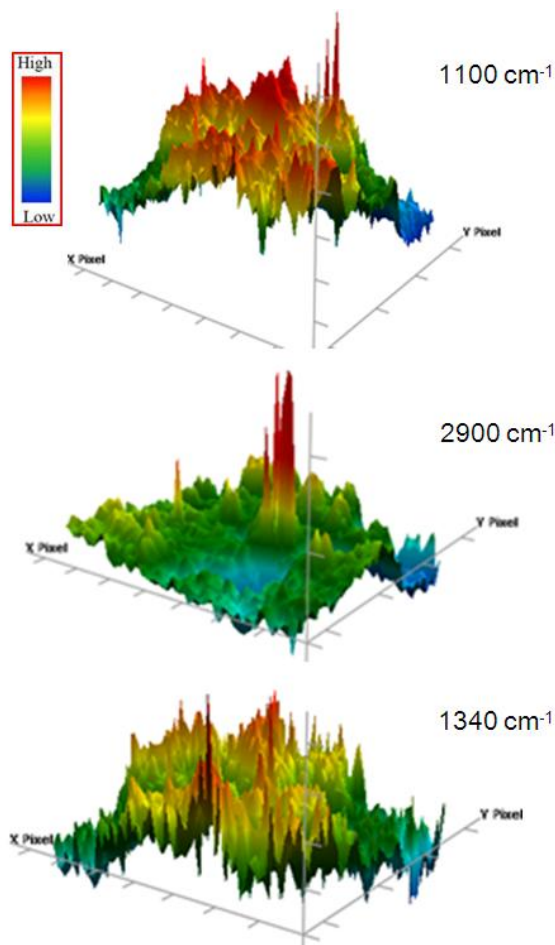 High
Low
1100 cm-1
X Pixel
Y Pixel
2900 cm-1
X Pixel
Y Pixel
1340 cm-1
X Pixel
Y Pixel